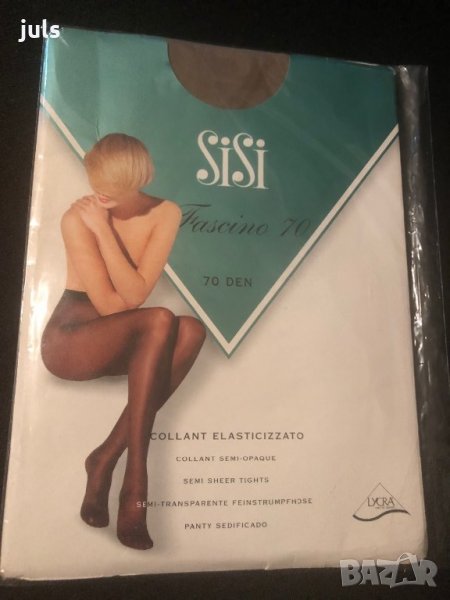 juls
SiSi
Fascino 70
70 DEN
COLLANT ELASTICIZZATO
COLLANT SEMI-OPAQUE
SEMI SHEER TIGHTS
SEMI-TRANSPARENTE FEINSTRUMPFHOSE
PANTY SEDIFICADO
LYCRA
BAZAR